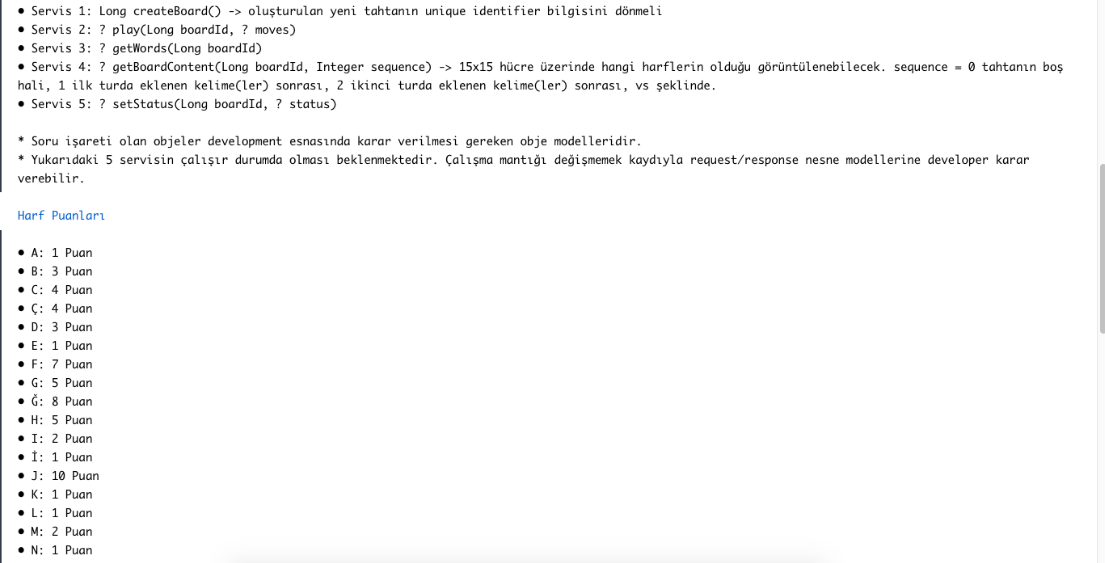 • Servis 1: Long createBoard() -> oluşturulan yeni tahtanın unique identifier bilgisini dönmeli
• Servis 2: ? play(Long boardId, ? moves)
• Servis 3: ? getWords(Long boardId)
• Servis 4: ? getBoardContent(Long boardId, Integer sequence) -> 15x15 hücre üzerinde hangi harflerin olduğu görüntülenebilecek. sequence = 0 tahtanın boş
hali, 1 ilk turda eklenen kelime(ler) sonrası, 2 ikinci turda eklenen kelime(ler) sonrası, vs şeklinde.
• Servis 5: ? setStatus(Long boardId, ? status)
* Soru işareti olan objeler development esnasında karar verilmesi gereken obje modelleridir.
* Yukarıdaki 5 servisin çalışır durumda olması beklenmektedir. Çalışma mantığı değişmemek kaydıyla request/response nesne modellerine developer karar
verebilir.
Harf Puanları
• A: 1 Puan
• B: 3 Puan
• C: 4 Puan
• Ç: 4 Puan
• D: 3 Puan
• E: 1 Puan
• F: 7 Puan
• G: 5 Puan
• Ğ: 8 Puan
• H: 5 Puan
• I: 2 Puan
• İ: 1 Puan
• J: 10 Puan
• K: 1 Puan
• L: 1 Puan
• M: 2 Puan
• N: 1 Puan